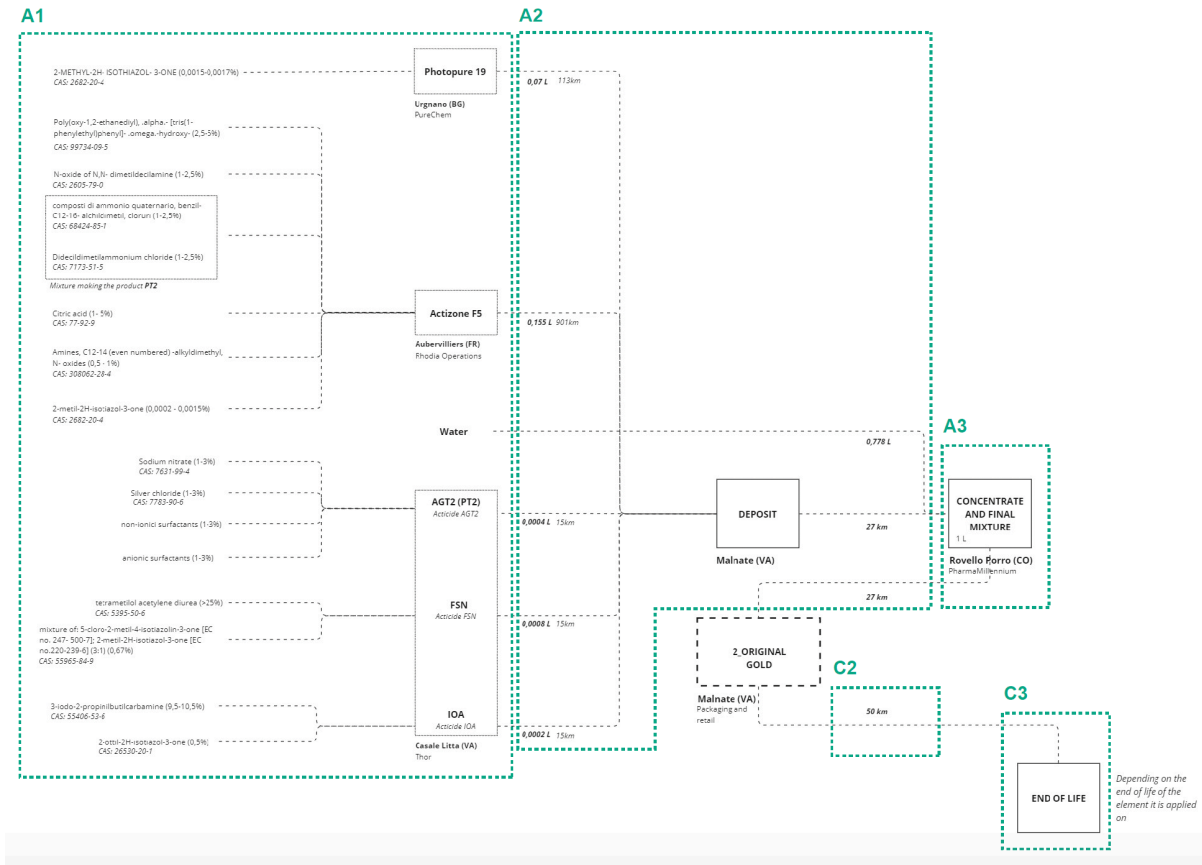 A1
A2
2-METHYL-2H- ISOTHIAZOL- 3-ONE (0,0015-0,0017%)
CAS: 2682-20-4
Photopure 19
Urgnano (BG)
PureChem
0,07 L 113km
Poly(oxy-1,2-ethanediyl), .alpha.- [tris(1-
phenylethyl)phenyl]- .omega.-hydroxy- (2,5-5%)
CAS: 99734-09-5
N-oxide of N,N- dimetildecilamine (1-2,5%)
CAS: 2605-79-0
composti di ammonio quaternario, benzil-
C12-16- alchildimetil, cloruri (1-2,5%)
CAS: 68424-85-1
Didecildimetilammonium chloride (1-2,5%)
CAS: 7173-51-5
Mixture making the product PT2
Citric acid (1- 5%)
CAS: 77-92-9
Actizone F5
Aubervilliers (FR)
Rhodia Operations
0,155 L 901km
Amines, C12-14 (even numbered) -alkyldimethyl,
N- oxides (0,5 - 1%)
CAS: 308062-28-4
2-metil-2H-isotiazol-3-one (0,0002 - 0,0015%)
CAS: 2682-20-4
Water
0,778 L
A3
Sodium nitrate (1-3%)
CAS: 7631-99-4
Silver chloride (1-3%)
CAS: 7783-90-6
non-ionici surfactants (1-3%)
anionic surfactants (1-3%)
AGT2 (PT2)
Acticide AGT2
0,0004 L 15km
DEPOSIT
Malnate (VA)
27 km
CONCENTRATE
AND FINAL
MIXTURE
1 L
Rovello Porro (CO)
PharmaMillennium
27 km
tetrametilol acetylene diurea (>25%)
CAS: 5395-50-6
mixture of: 5-cloro-2-metil-4-isotiazolin-3-one [EC
no. 247- 500-7]; 2-metil-2H-isotiazol-3-one [EC
no.220-239-6] (3:1) (0,67%)
CAS: 55965-84-9
FSN
Acticide FSN
0,0008 L 15km
2_ORIGINAL
GOLD
Malnate (VA)
Packaging and
retail
C2
50 km
C3
3-iodo-2-propinilbutilcarbamine (9,5-10,5%)
CAS: 55406-53-6
2-ottil-2H-isotiazol-3-one (0,5%)
CAS: 26530-20-1
IOA
Acticide IOA
Casale Litta (VA)
Thor
0,0002 L 15km
END OF LIFE
Depending on the
end of life of the
element it is applied
on